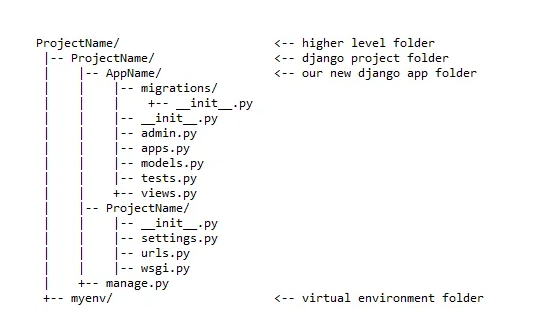 ProjectName/                      <-- higher level folder
 |-- ProjectName/                 <-- django project folder
 |    |-- AppName/                <-- our new django app folder
 |    |    |-- migrations/
 |    |    |    +-- __init__.py
 |    |    |-- __init__.py
 |    |    |-- admin.py
 |    |    |-- apps.py
 |    |    |-- models.py
 |    |    |-- tests.py
 |    |    +-- views.py
 |    |-- ProjectName/
 |    |    |-- __init__.py
 |    |    |-- settings.py
 |    |    |-- urls.py
 |    |    |-- wsgi.py
 |    +-- manage.py
 +-- myenv/                       <-- virtual environment folder